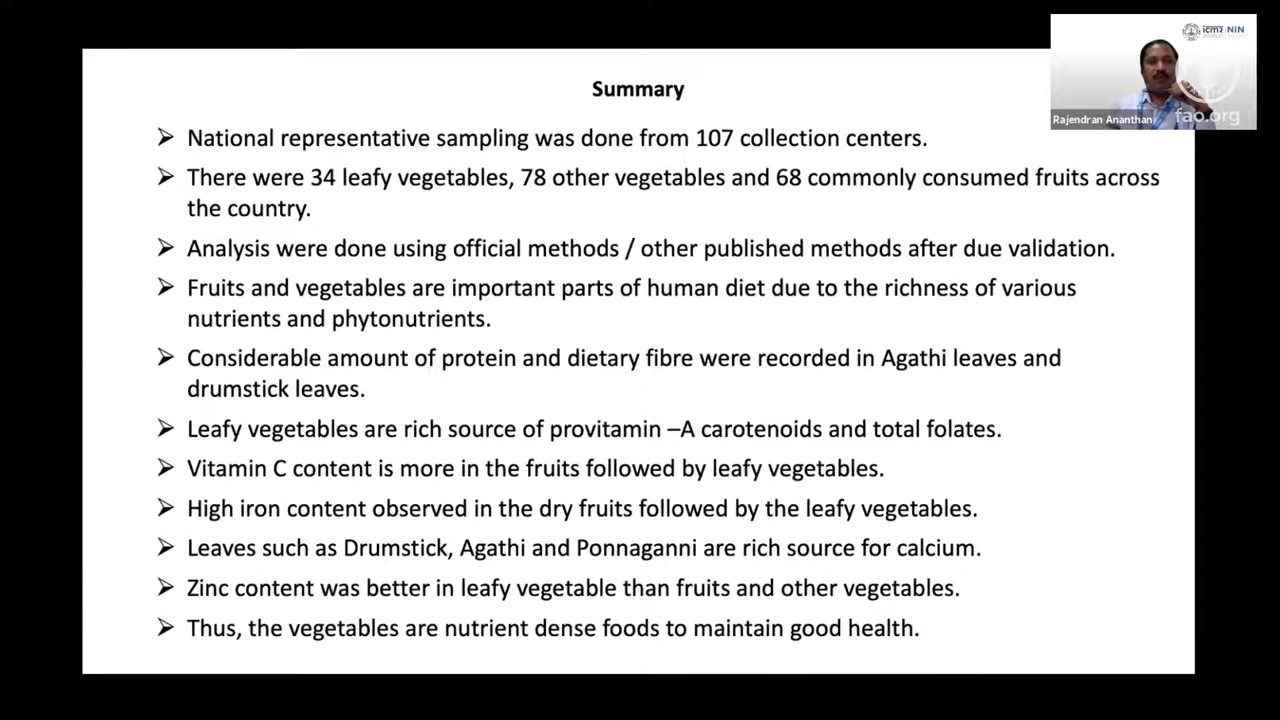 Summary
➢ National representative sampling was done from 107 collection centers.
➢ There were 34 leafy vegetables, 78 other vegetables and 68 commonly consumed fruits across
the country.
➢ Analysis were done using official methods / other published methods after due validation.
➢ Fruits and vegetables are important parts of human diet due to the richness of various
nutrients and phytonutrients.
➢ Considerable amount of protein and dietary fibre were recorded in Agathi leaves and
drumstick leaves.
➢ Leafy vegetables are rich source of provitamin –A carotenoids and total folates.
➢ Vitamin C content is more in the fruits followed by leafy vegetables.
➢ High iron content observed in the dry fruits followed by the leafy vegetables.
➢ Leaves such as Drumstick, Agathi and Ponnaganni are rich source for calcium.
➢ Zinc content was better in leafy vegetable than fruits and other vegetables.
➢ Thus, the vegetables are nutrient dense foods to maintain good health.
icmr NIN
Rajendran Ananthan
fao.org